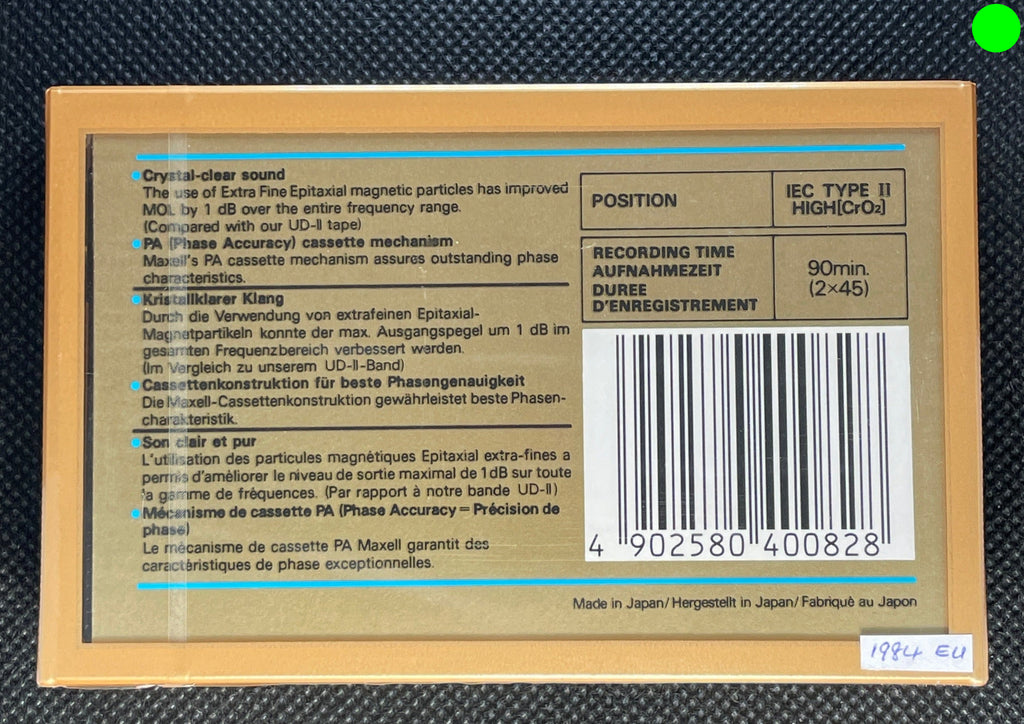 Crystal-clear sound
The use of Extra Fine Epitaxial magnetic particles has improved
MOL by 1 dB over the entire frequency range.
(Compared with our UD-II tape)
PA (Phase Accuracy) cassette mechanism
Maxell's PA cassette mechanism assures outstanding phase
characteristics.
Kristallklarer Klang
Durch die Verwendung von extrafeinen Epitaxial-
Magnetpartikeln konnte der max. Ausgangspegel um 1 dB im
gesamten Frequenzbereich verbessert werden.
(Im Vergleich zu unserem UD-II-Band)
Cassettenkonstruktion für beste Phasengenauigkeit
Die Maxell-Cassettenkonstruktion gewährleistet beste Phasen-
charakteristik.
Son clair et pur
L'utilisation des particules magnétiques Epitaxial extra-fines a
permis d'améliorer le niveau de sortie maximal de 1 dB sur toute
la gamme de fréquences. (Par rapport à notre bande UD-II)
Mécanisme de cassette PA (Phase Accuracy = Précision de
phase)
Le mécanisme de cassette PA Maxell garantit des
caractéristiques de phase exceptionnelles.
POSITION
IEC TYPE II
HIGH[CrO₂]
RECORDING TIME
AUFNAHMEZEIT
DUREE
D'ENREGISTREMENT
90min.
(2×45)
4 902580 400828
Made in Japan/Hergestellt in Japan/Fabriqué au Japon
1984 EU